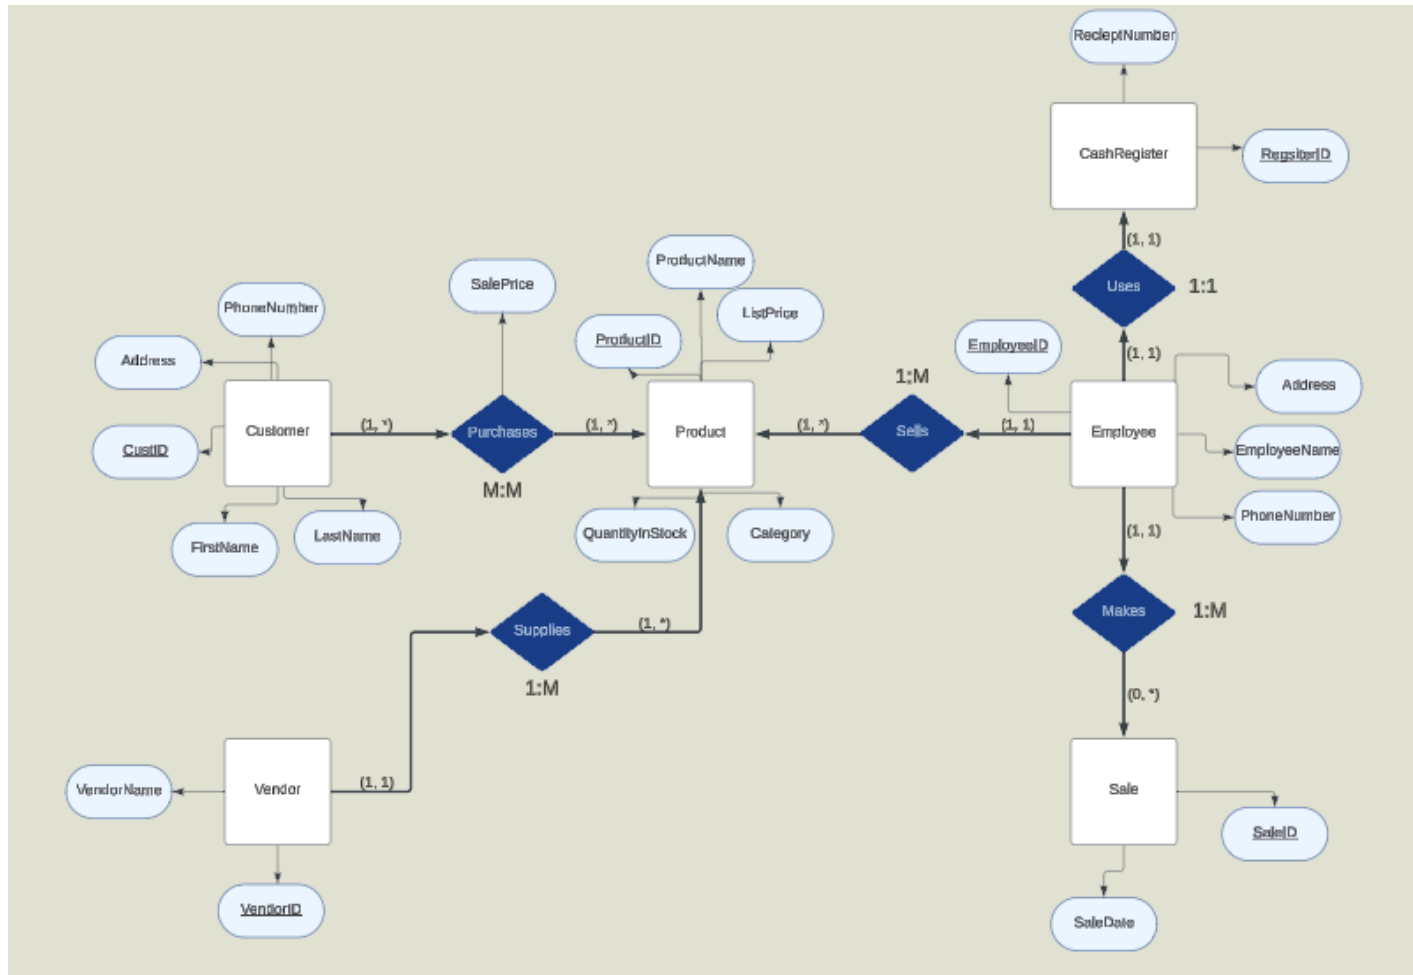 RecieptNumber
CashRegister
RegsiterID
(1, 1)
Uses
1:1
(1, 1)
ProductName
SalePrice
PhoneNumber
ListPrice
ProductID
EmployeeID
Address
1:M
Address
Customer
(1, *)
Purchases
(1, *)
Product
(1, *)
Sells
(1, 1)
Employee
CustID
EmployeeName
M:M
PhoneNumber
FirstName
LastName
QuantityInStock
Category
(1, 1)
Supplies
(1, *)
Makes
1:M
1:M
(0, *)
VendorName
Vendor
(1, 1)
Sale
SaleID
VendorID
SaleDate